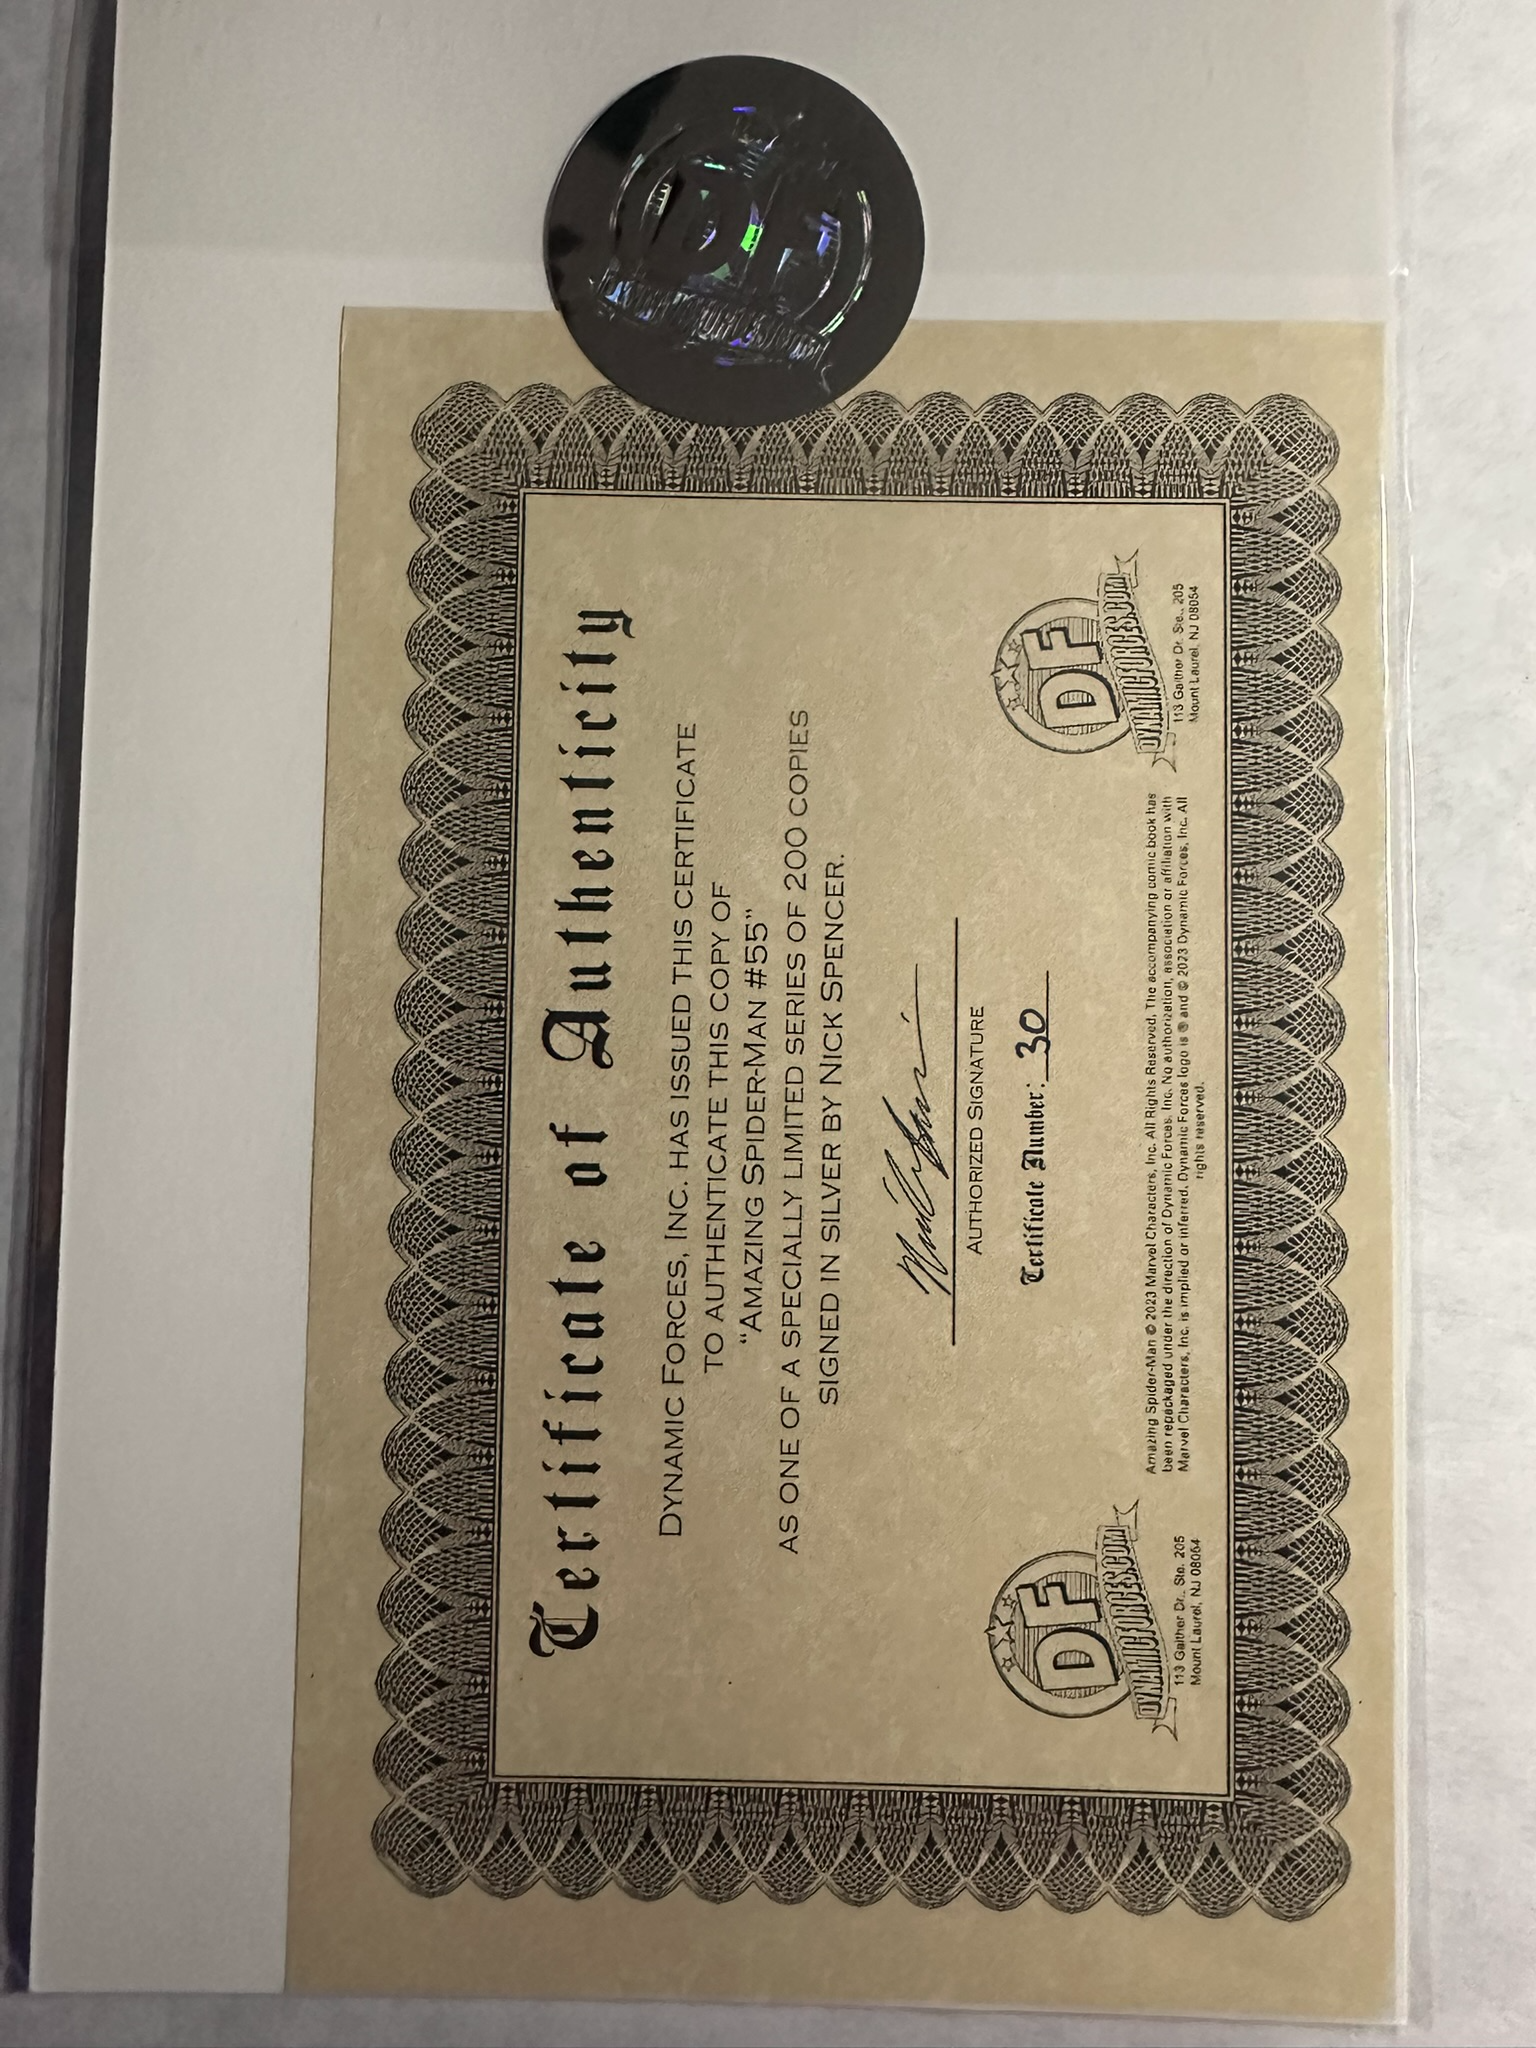 Certificate of Authenticity
DYNAMIC FORCES, INC. HAS ISSUED THIS CERTIFICATE
TO AUTHENTICATE THIS COPY OF
“AMAZING SPIDER-MAN #55”
AS ONE OF A SPECIALLY LIMITED SERIES OF 200 COPIES
SIGNED IN SILVER BY NICK SPENCER.
AUTHORIZED SIGNATURE
Certificate Number: 30
DF
DYNAMICFORCES.COM
113 Gaither Dr., Ste. 205
Mount Laurel, NJ 08054
Amazing Spider-Man © 2023 Marvel Characters, Inc. All Rights Reserved. The accompanying comic book has
been repackaged under the direction of Dynamic Forces, Inc. No authorization, association or affiliation with
Marvel Characters, Inc. is implied or inferred. Dynamic Forces logo is ® and © 2023 Dynamic Forces, Inc. All
rights reserved.
DF
DYNAMICFORCES.COM
113 Gaither Dr. Ste. 205
Mount Laurel, NJ 08054